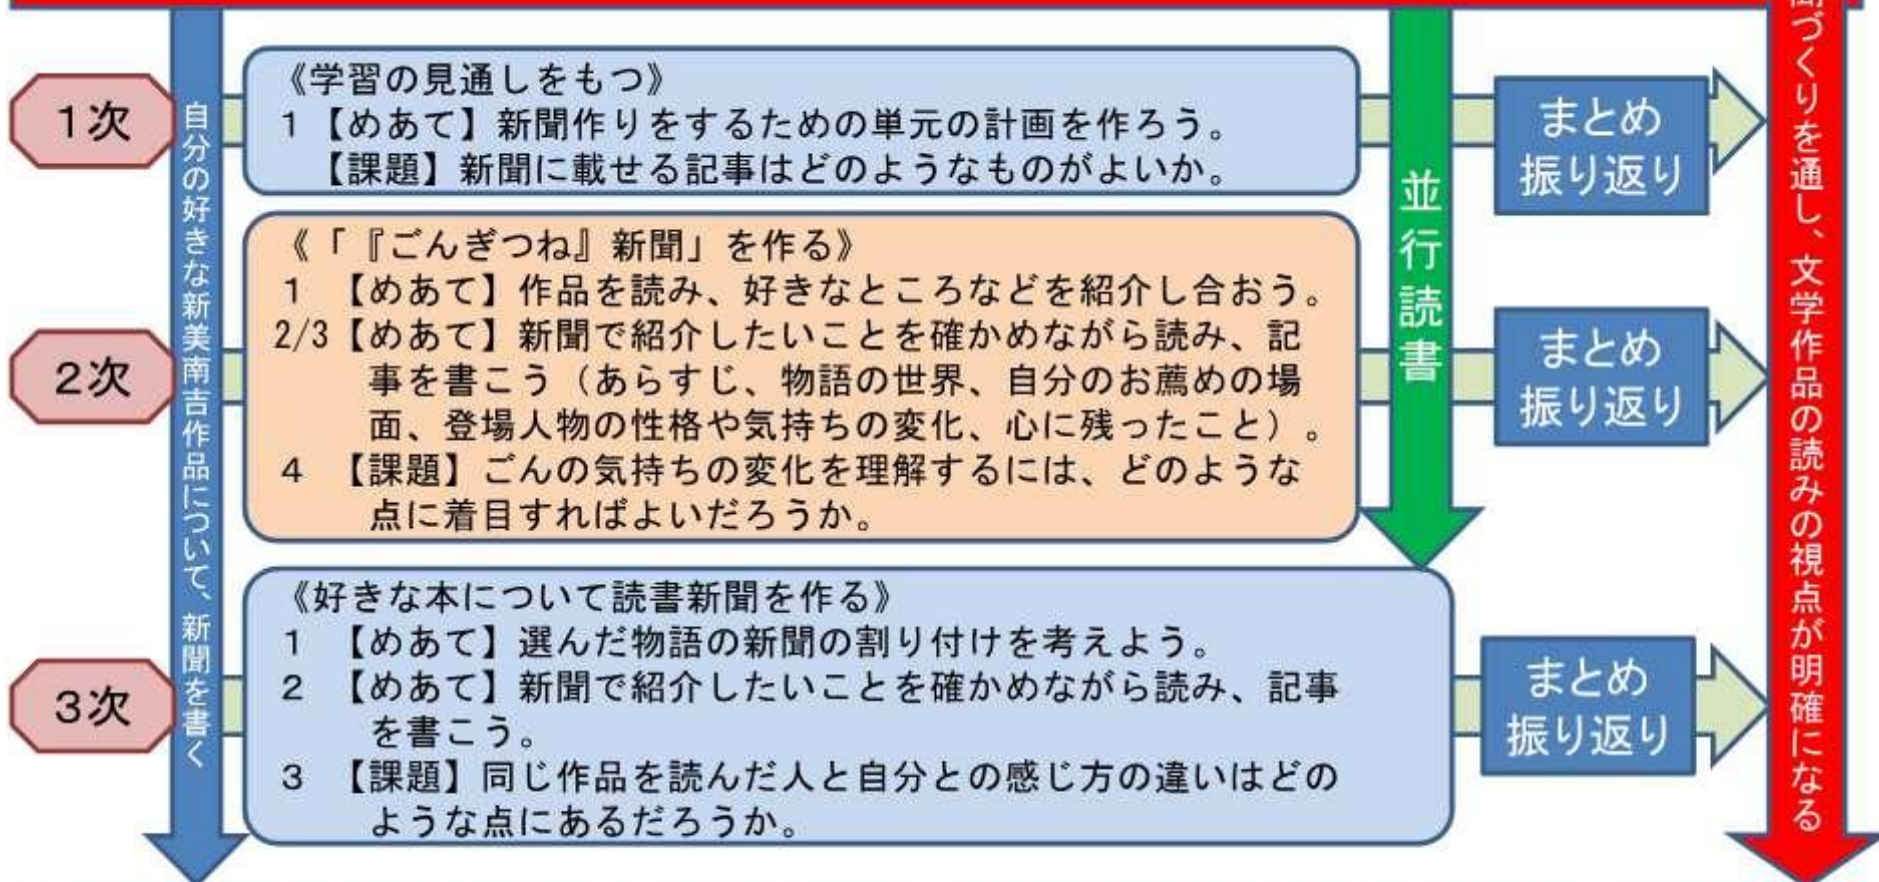 1次
自分の好きな新美南吉作品について、新聞を書く
《学習の見通しをもつ》
1 【めあて】新聞作りをするための単元の計画を作ろう。
【課題】新聞に載せる記事はどのようなものがよいか。
並行読書
まとめ
振り返り
聞づくりを通し、文学作品の読みの視点が明確になる
2次
《「『ごんぎつね』新聞」を作る》
1 【めあて】作品を読み、好きなところなどを紹介し合おう。
2/3【めあて】新聞で紹介したいことを確かめながら読み、記
事を書こう（あらすじ、物語の世界、自分のお薦めの場
面、登場人物の性格や気持ちの変化、心に残ったこと）。
4 【課題】ごんの気持ちの変化を理解するには、どのような
点に着目すればよいだろうか。
まとめ
振り返り
3次
《好きな本について読書新聞を作る》
1 【めあて】選んだ物語の新聞の割り付けを考えよう。
2 【めあて】新聞で紹介したいことを確かめながら読み、記事
を書こう。
3 【課題】同じ作品を読んだ人と自分との感じ方の違いはどの
ような点にあるだろうか。
まとめ
振り返り